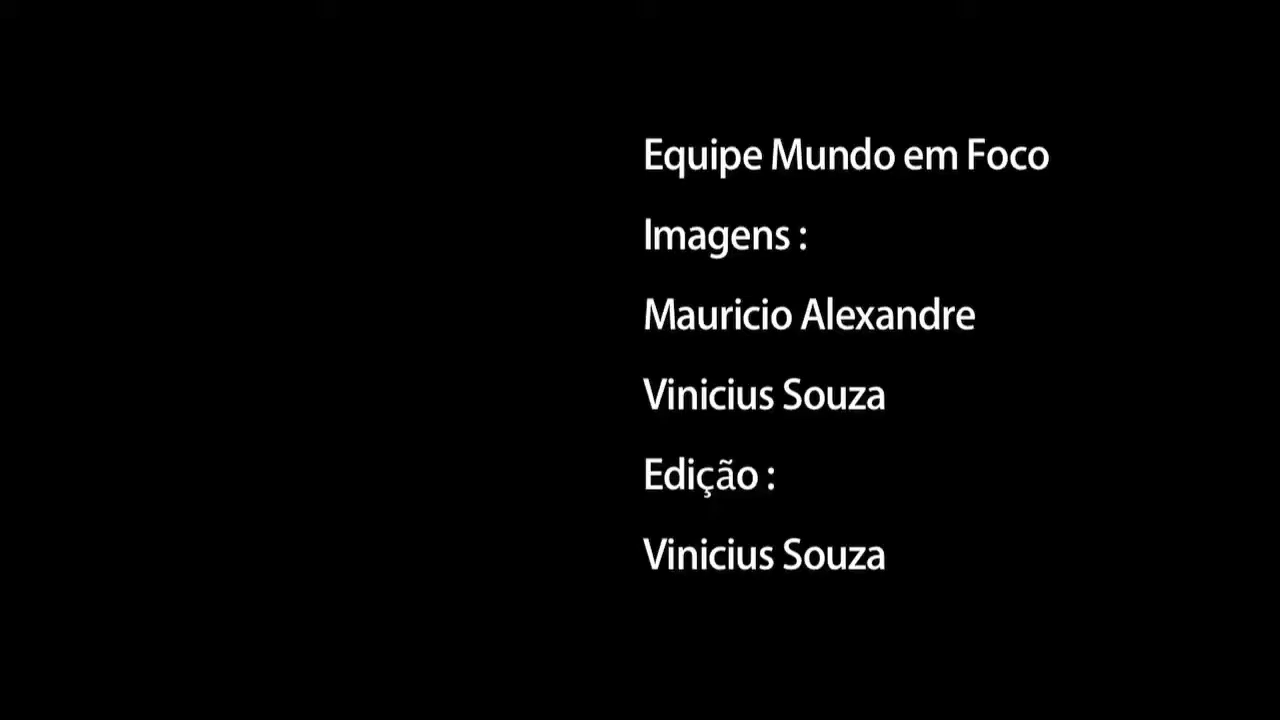 Equipe Mundo em Foco
Imagens :
Mauricio Alexandre
Vinicius Souza
Edição :
Vinicius Souza